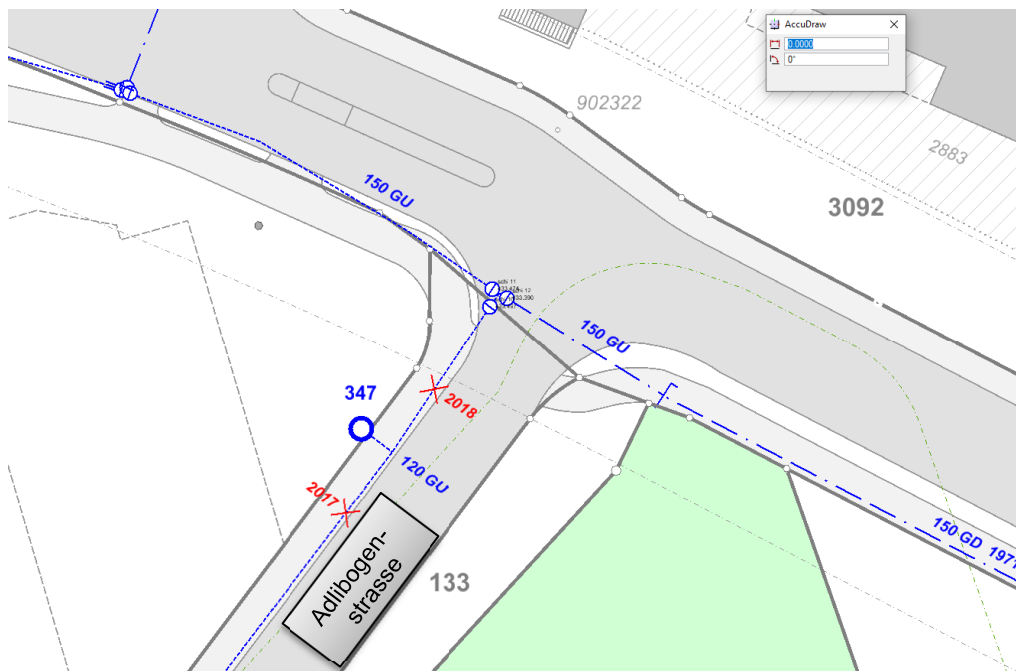 AccuDraw
0.0000
0°
902322
2883
3092
150 GU
150 GU
347
2018
120 GU
2017
Adlibogen-
strasse
133
150 GD 1971